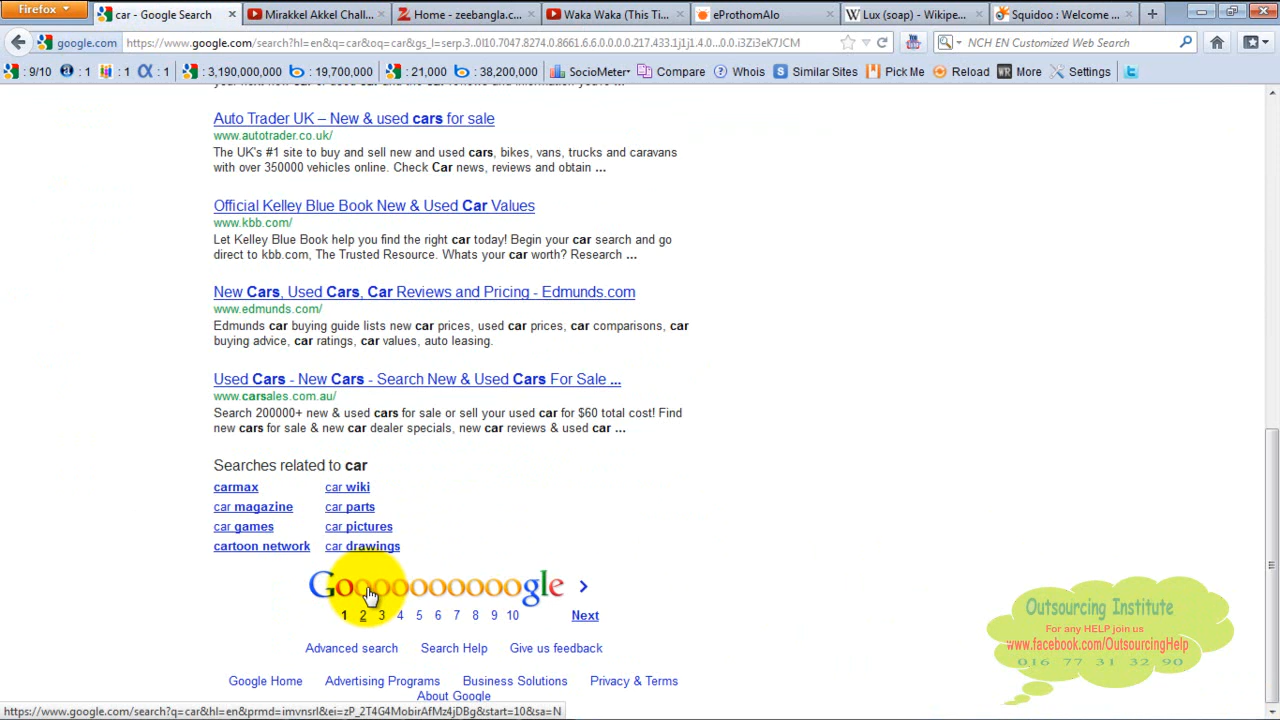 Firefox
car - Google Search
Mirakkel Akkel Chall...
Home - zeebangla.c...
Waka Waka (This Ti...
eProthomAlo
Lux (soap) - Wikipe...
Squidoo : Welcome ...
google.com
https://www.google.com/search?hl=en&q=car&oq=car&gs_l=serp.3..0l10.7047.8274.0.8661.6.6.0.0.0.0.217.433.1j1j1.4.0...0.0.i3Zi3eK7JCM
NCH EN Customized Web Search
: 9/10
: 1
: 1
: 1
: 3,190,000,000
: 19,700,000
: 21,000
: 38,200,000
SocioMeter
Compare
Whois
Similar Sites
Pick Me
Reload
More
Settings
Auto Trader UK – New & used cars for sale
www.autotrader.co.uk/
The UK's #1 site to buy and sell new and used cars, bikes, vans, trucks and caravans
with over 350000 vehicles online. Check Car news, reviews and obtain ...
Official Kelley Blue Book New & Used Car Values
www.kbb.com/
Let Kelley Blue Book help you find the right car today! Begin your car search and go
direct to kbb.com, The Trusted Resource. Whats your car worth? Research ...
New Cars, Used Cars, Car Reviews and Pricing - Edmunds.com
www.edmunds.com/
Edmunds car buying guide lists new car prices, used car prices, car comparisons, car
buying advice, car ratings, car values, auto leasing.
Used Cars - New Cars - Search New & Used Cars For Sale ...
www.carsales.com.au/
Search 200000+ new & used cars for sale or sell your used car for $60 total cost! Find
new cars for sale & new car dealer specials, new car reviews & used car ...
Searches related to car
carmax car wiki
car magazine car parts
car games car pictures
cartoon network car drawings
Goooooooooogle
1 2 3 4 5 6 7 8 9 10 Next
Advanced search Search Help Give us feedback
Google Home Advertising Programs Business Solutions Privacy & Terms
About Google
Outsourcing Institute
For any HELP join us
www.facebook.com/OutsourcingHelp
016 77 31 32 90
https://www.google.com/search?q=car&hl=en&prmd=imvnsrl&ei=zP_2T4G4MobirAfMz4jDBg&start=10&sa=N